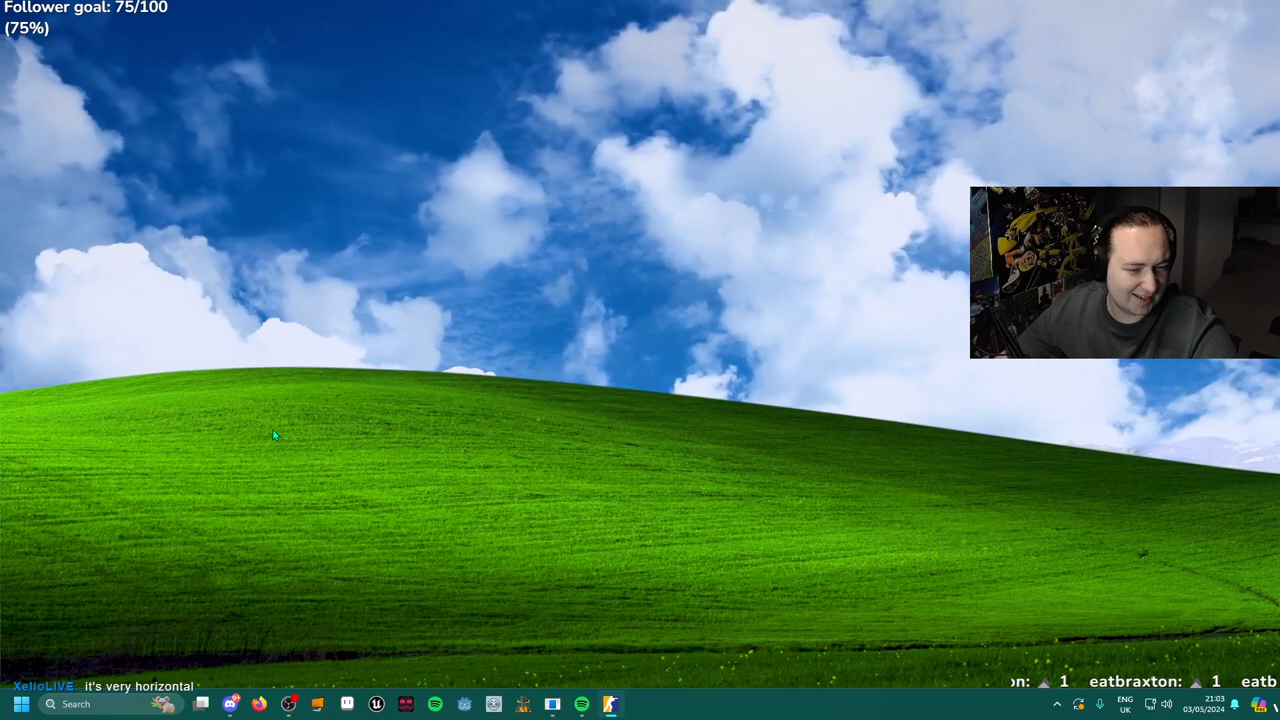 Follower goal: 75/100
(75%)
XelioLIVE it's very horizontal
on: 1 eatbraxton: 1 eatb
Search
ENG
UK
21:03
03/05/2024